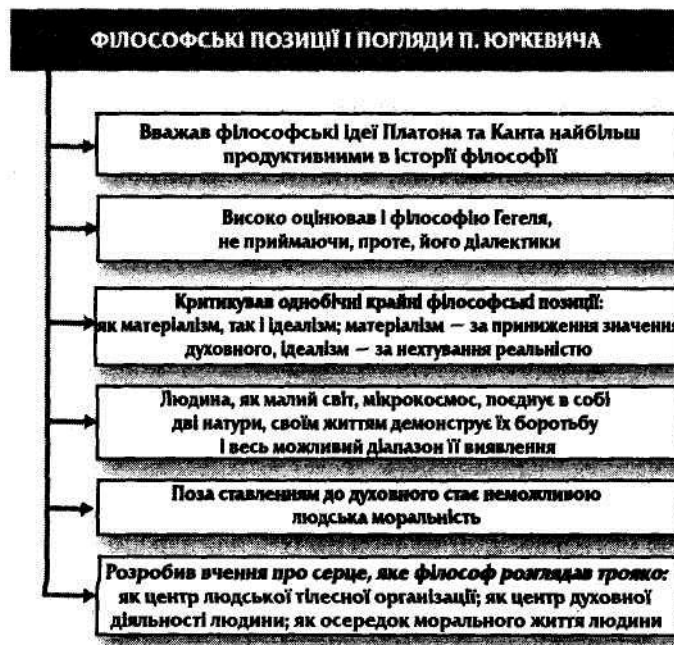 ФІЛОСОФСЬКІ ПОЗИЦІЇ І ПОГЛЯДИ П. ЮРКЕВИЧА
Вважав філософські ідеї Платона та Канта найбільш
продуктивними в історії філософії
Високо оцінював і філософію Гегеля,
не приймаючи, проте, його діалектики
Критикував однобічні крайні філософські позиції:
як матеріалізм, так і ідеалізм; матеріалізм — за приниження значення
духовного, ідеалізм — за нехтування реальністю
Людина, як малий світ, мікрокосмос, поєднує в собі
дві натури, своїм життям демонструє їх боротьбу
і весь можливий діапазон її виявлення
Поза ставленням до духовного стає неможливою
людська моральність
Розробив вчення про серце, яке філософ розглядав трояко:
як центр людської тілесної організації; як центр духовної
діяльності людини; як осередок морального життя людини